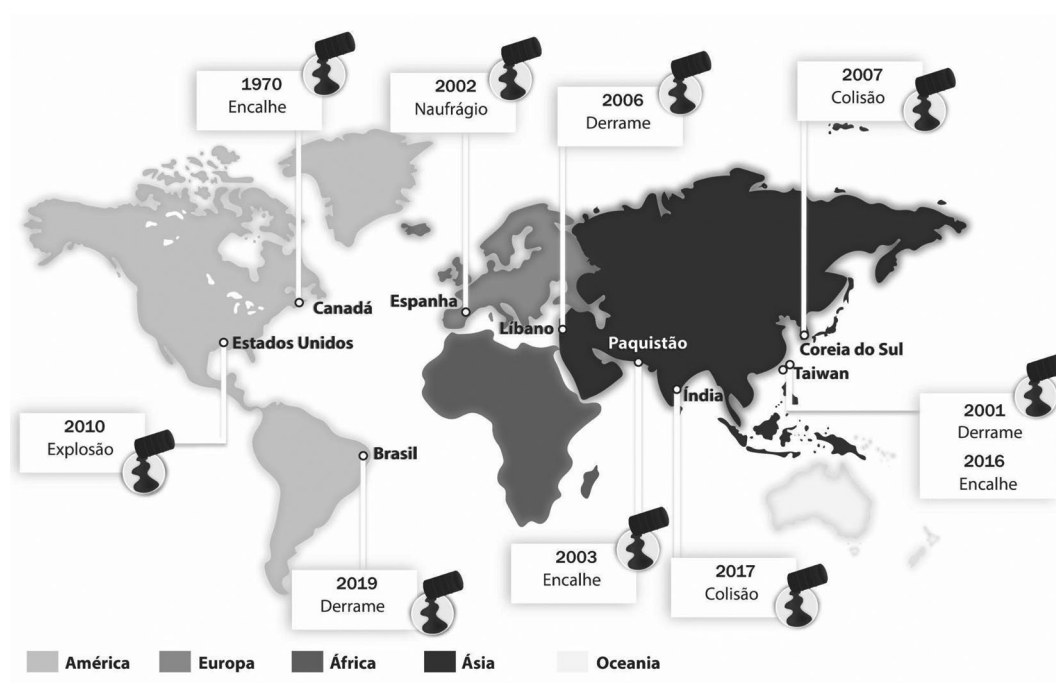 1970
Encalhe
2002
Naufrágio
2006
Derrame
2007
Colisão
Canadá
Espanha
Líbano
Estados Unidos
Paquistão
Coreia do Sul
Taiwan
Índia
2010
Explosão
Brasil
2001
Derrame
2016
Encalhe
2019
Derrame
2003
Encalhe
2017
Colisão
América Europa África Ásia Oceania